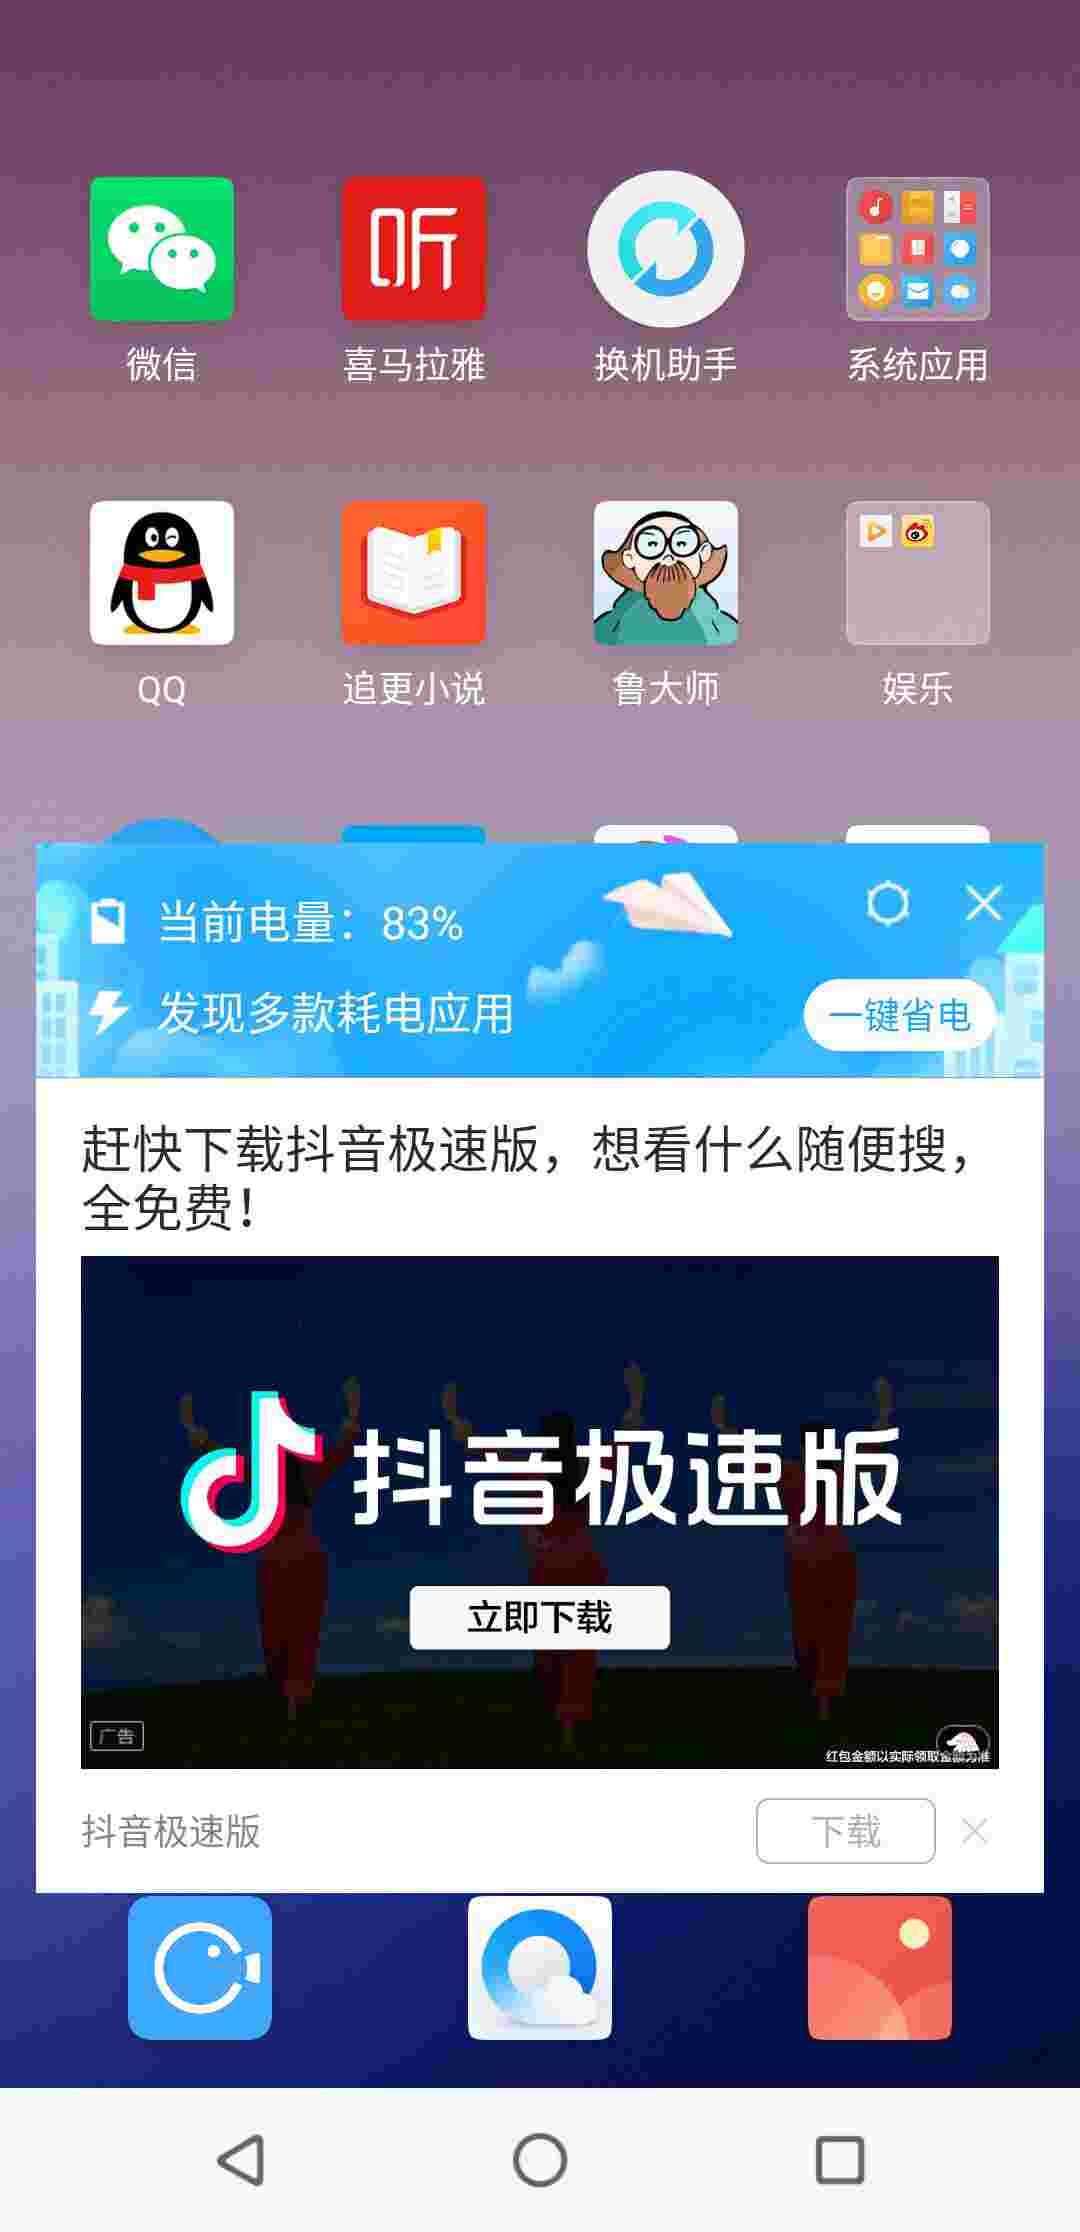 听
微信
喜马拉雅
换机助手
系统应用
QQ
追更小说
鲁大师
娱乐
当前电量：83%
发现多款耗电应用
一键省电
赶快下载抖音极速版，想看什么随便搜，
全免费！
抖音极速版
立即下载
广告
红包金额以实际领取金额为准
抖音极速版
下载